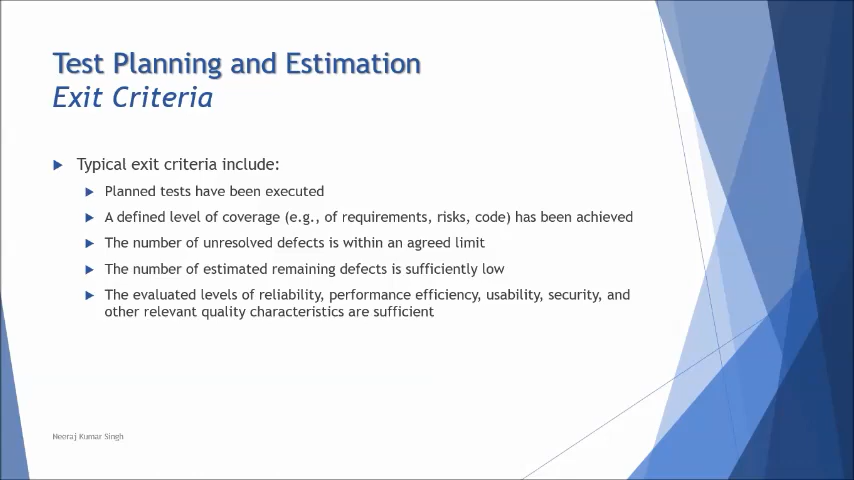 Test Planning and Estimation
Exit Criteria
Typical exit criteria include:
Planned tests have been executed
A defined level of coverage (e.g., of requirements, risks, code) has been achieved
The number of unresolved defects is within an agreed limit
The number of estimated remaining defects is sufficiently low
The evaluated levels of reliability, performance efficiency, usability, security, and
other relevant quality characteristics are sufficient
Neeraj Kumar Singh